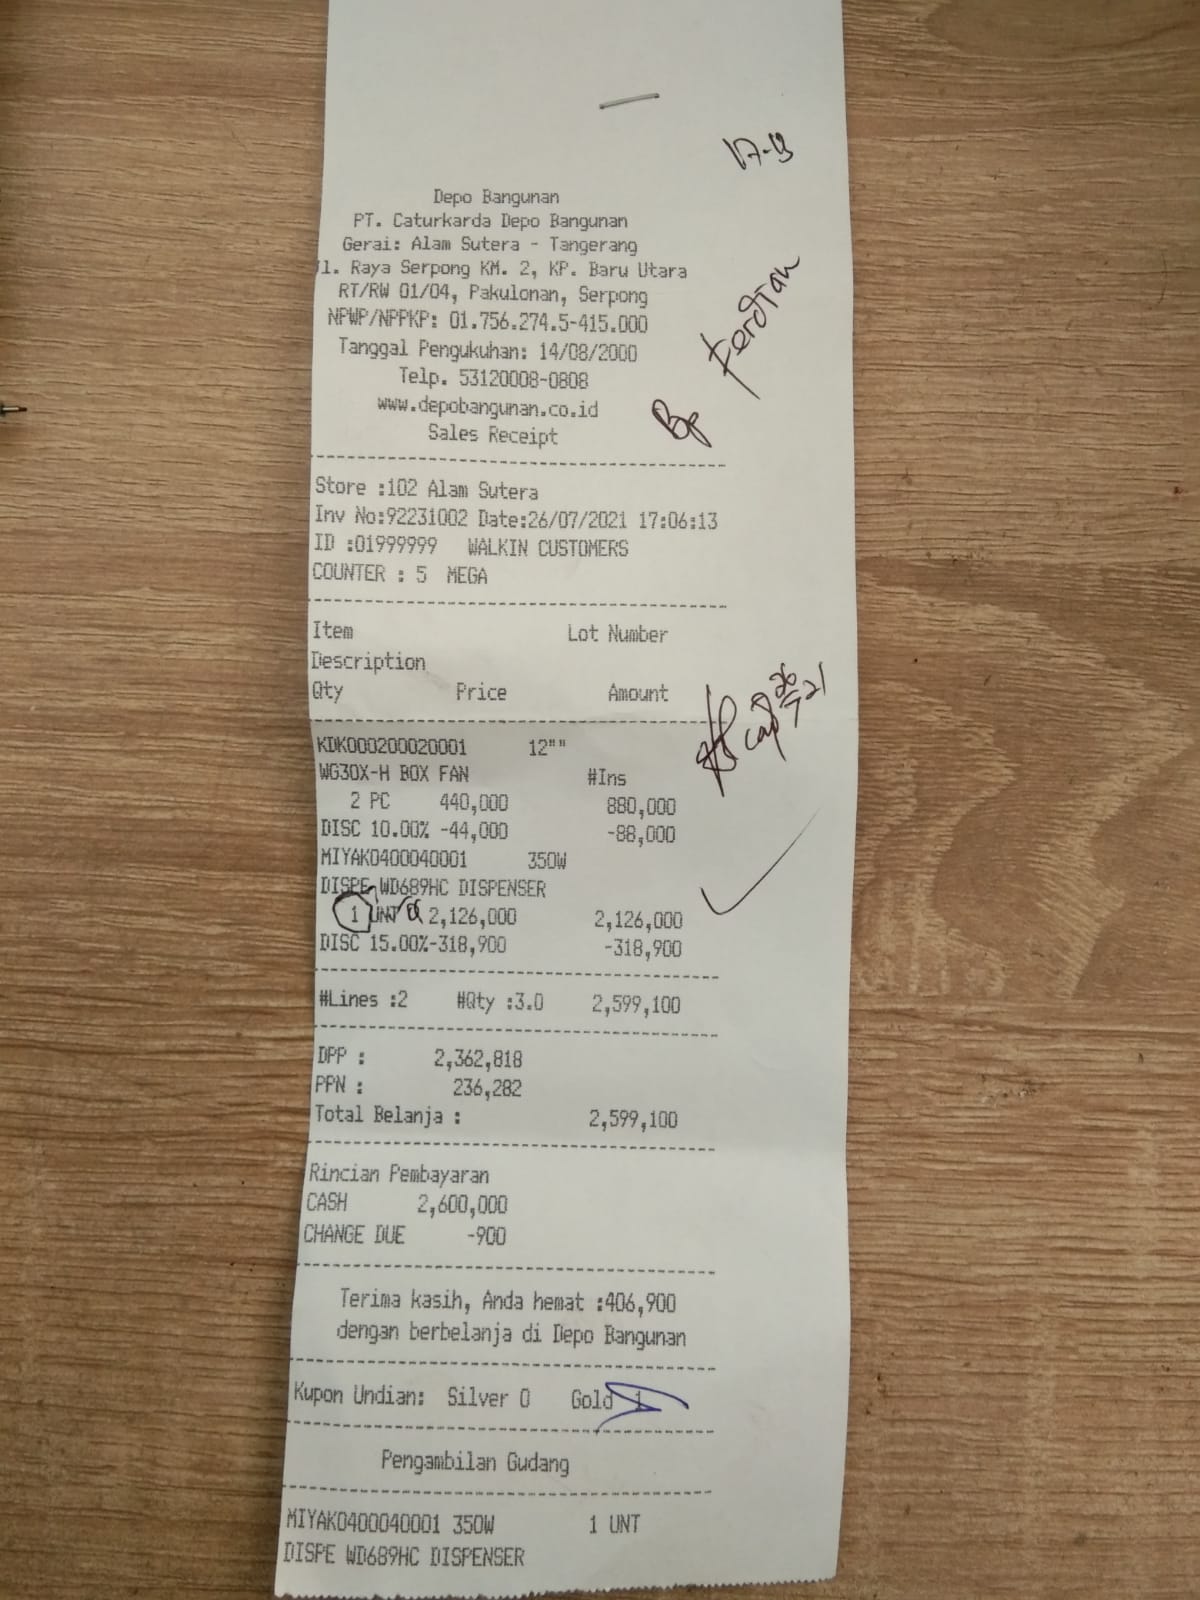 17-13
Depo Bangunan
PT. Caturkarda Depo Bangunan
Gerai: Alam Sutera - Tangerang
Jl. Raya Serpong KM. 2, KP. Baru Utara
RT/RW 01/04, Pakulonan, Serpong
NPWP/NPPKP: 01.756.274.5-415.000
Tanggal Pengukuhan: 14/08/2000
Telp. 53120008-0808
www.depobangunan.co.id
Sales Receipt
Bp Ferdian
Store :102 Alam Sutera
Inv No:92231002 Date:26/07/2021 17:06:13
ID :01999999 WALKIN CUSTOMERS
COUNTER : 5 MEGA
Item Lot Number
Description
Qty Price Amount
26/7 21
KDK000200020001 12""
WG30X-H BOX FAN #Ins
2 PC 440,000 880,000
DISC 10.00% -44,000 -88,000
MIYAKO400040001 350W
DISPE WD689HC DISPENSER
1 UNT 2,126,000 2,126,000
DISC 15.00%-318,900 -318,900
#Lines :2 #Qty :3.0 2,599,100
DPP : 2,362,818
PPN : 236,282
Total Belanja : 2,599,100
Rincian Pembayaran
CASH 2,600,000
CHANGE DUE -900
Terima kasih, Anda hemat :406,900
dengan berbelanja di Depo Bangunan
Kupon Undian: Silver 0 Gold 1
Pengambilan Gudang
MIYAKO400040001 350W 1 UNT
DISPE WD689HC DISPENSER